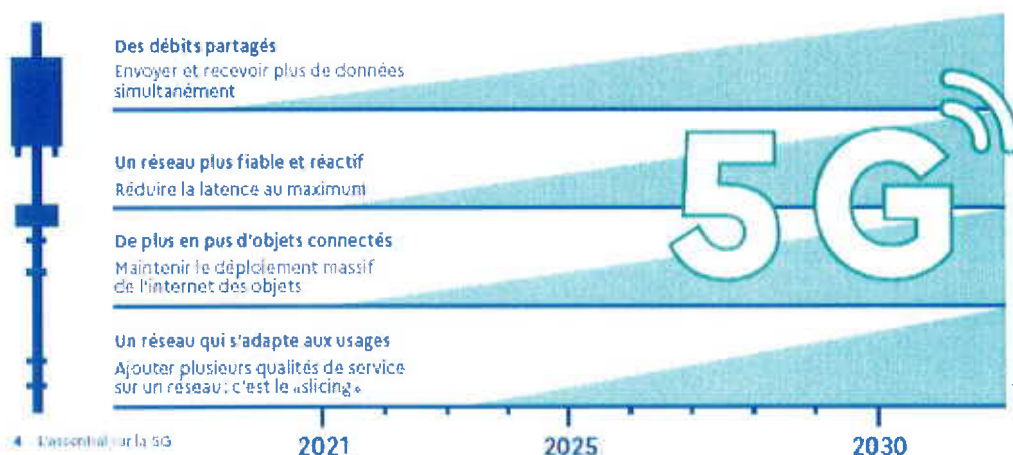 Des débits partagés
Envoyer et recevoir plus de données
simultanément
Un réseau plus fiable et réactif
Réduire la latence au maximum
De plus en pus d'objets connectés
Maintenir le déploiement massif
de l'internet des objets
Un réseau qui s'adapte aux usages
Ajouter plusieurs qualités de service
sur un réseau : c'est le «slicing»
5G
2021
2025
2030
4 L'essentiel sur la 5G